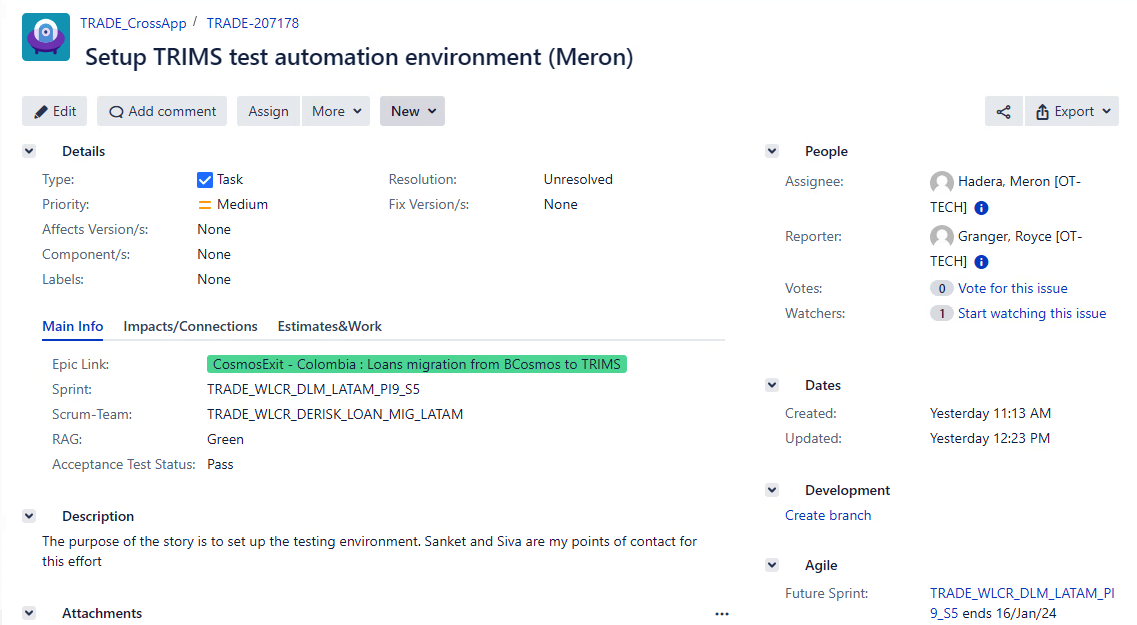 TRADE_CrossApp / TRADE-207178
Setup TRIMS test automation environment (Meron)
Edit Add comment Assign More New Export
Details
Type: Task Resolution: Unresolved
Priority: Medium Fix Version/s: None
Affects Version/s: None
Component/s: None
Labels: None
Main Info Impacts/Connections Estimates&Work
Epic Link: CosmosExit - Colombia : Loans migration from BCosmos to TRIMS
Sprint: TRADE_WLCR_DLM_LATAM_PI9_S5
Scrum-Team: TRADE_WLCR_DERISK_LOAN_MIG_LATAM
RAG: Green
Acceptance Test Status: Pass
Description
The purpose of the story is to set up the testing environment. Sanket and Siva are my points of contact for
this effort
Attachments
People
Assignee: Hadera, Meron [OT-
TECH]
Reporter: Granger, Royce [OT-
TECH]
Votes: 0 Vote for this issue
Watchers: 1 Start watching this issue
Dates
Created: Yesterday 11:13 AM
Updated: Yesterday 12:23 PM
Development
Create branch
Agile
Future Sprint: TRADE_WLCR_DLM_LATAM_PI
9_S5 ends 16/Jan/24